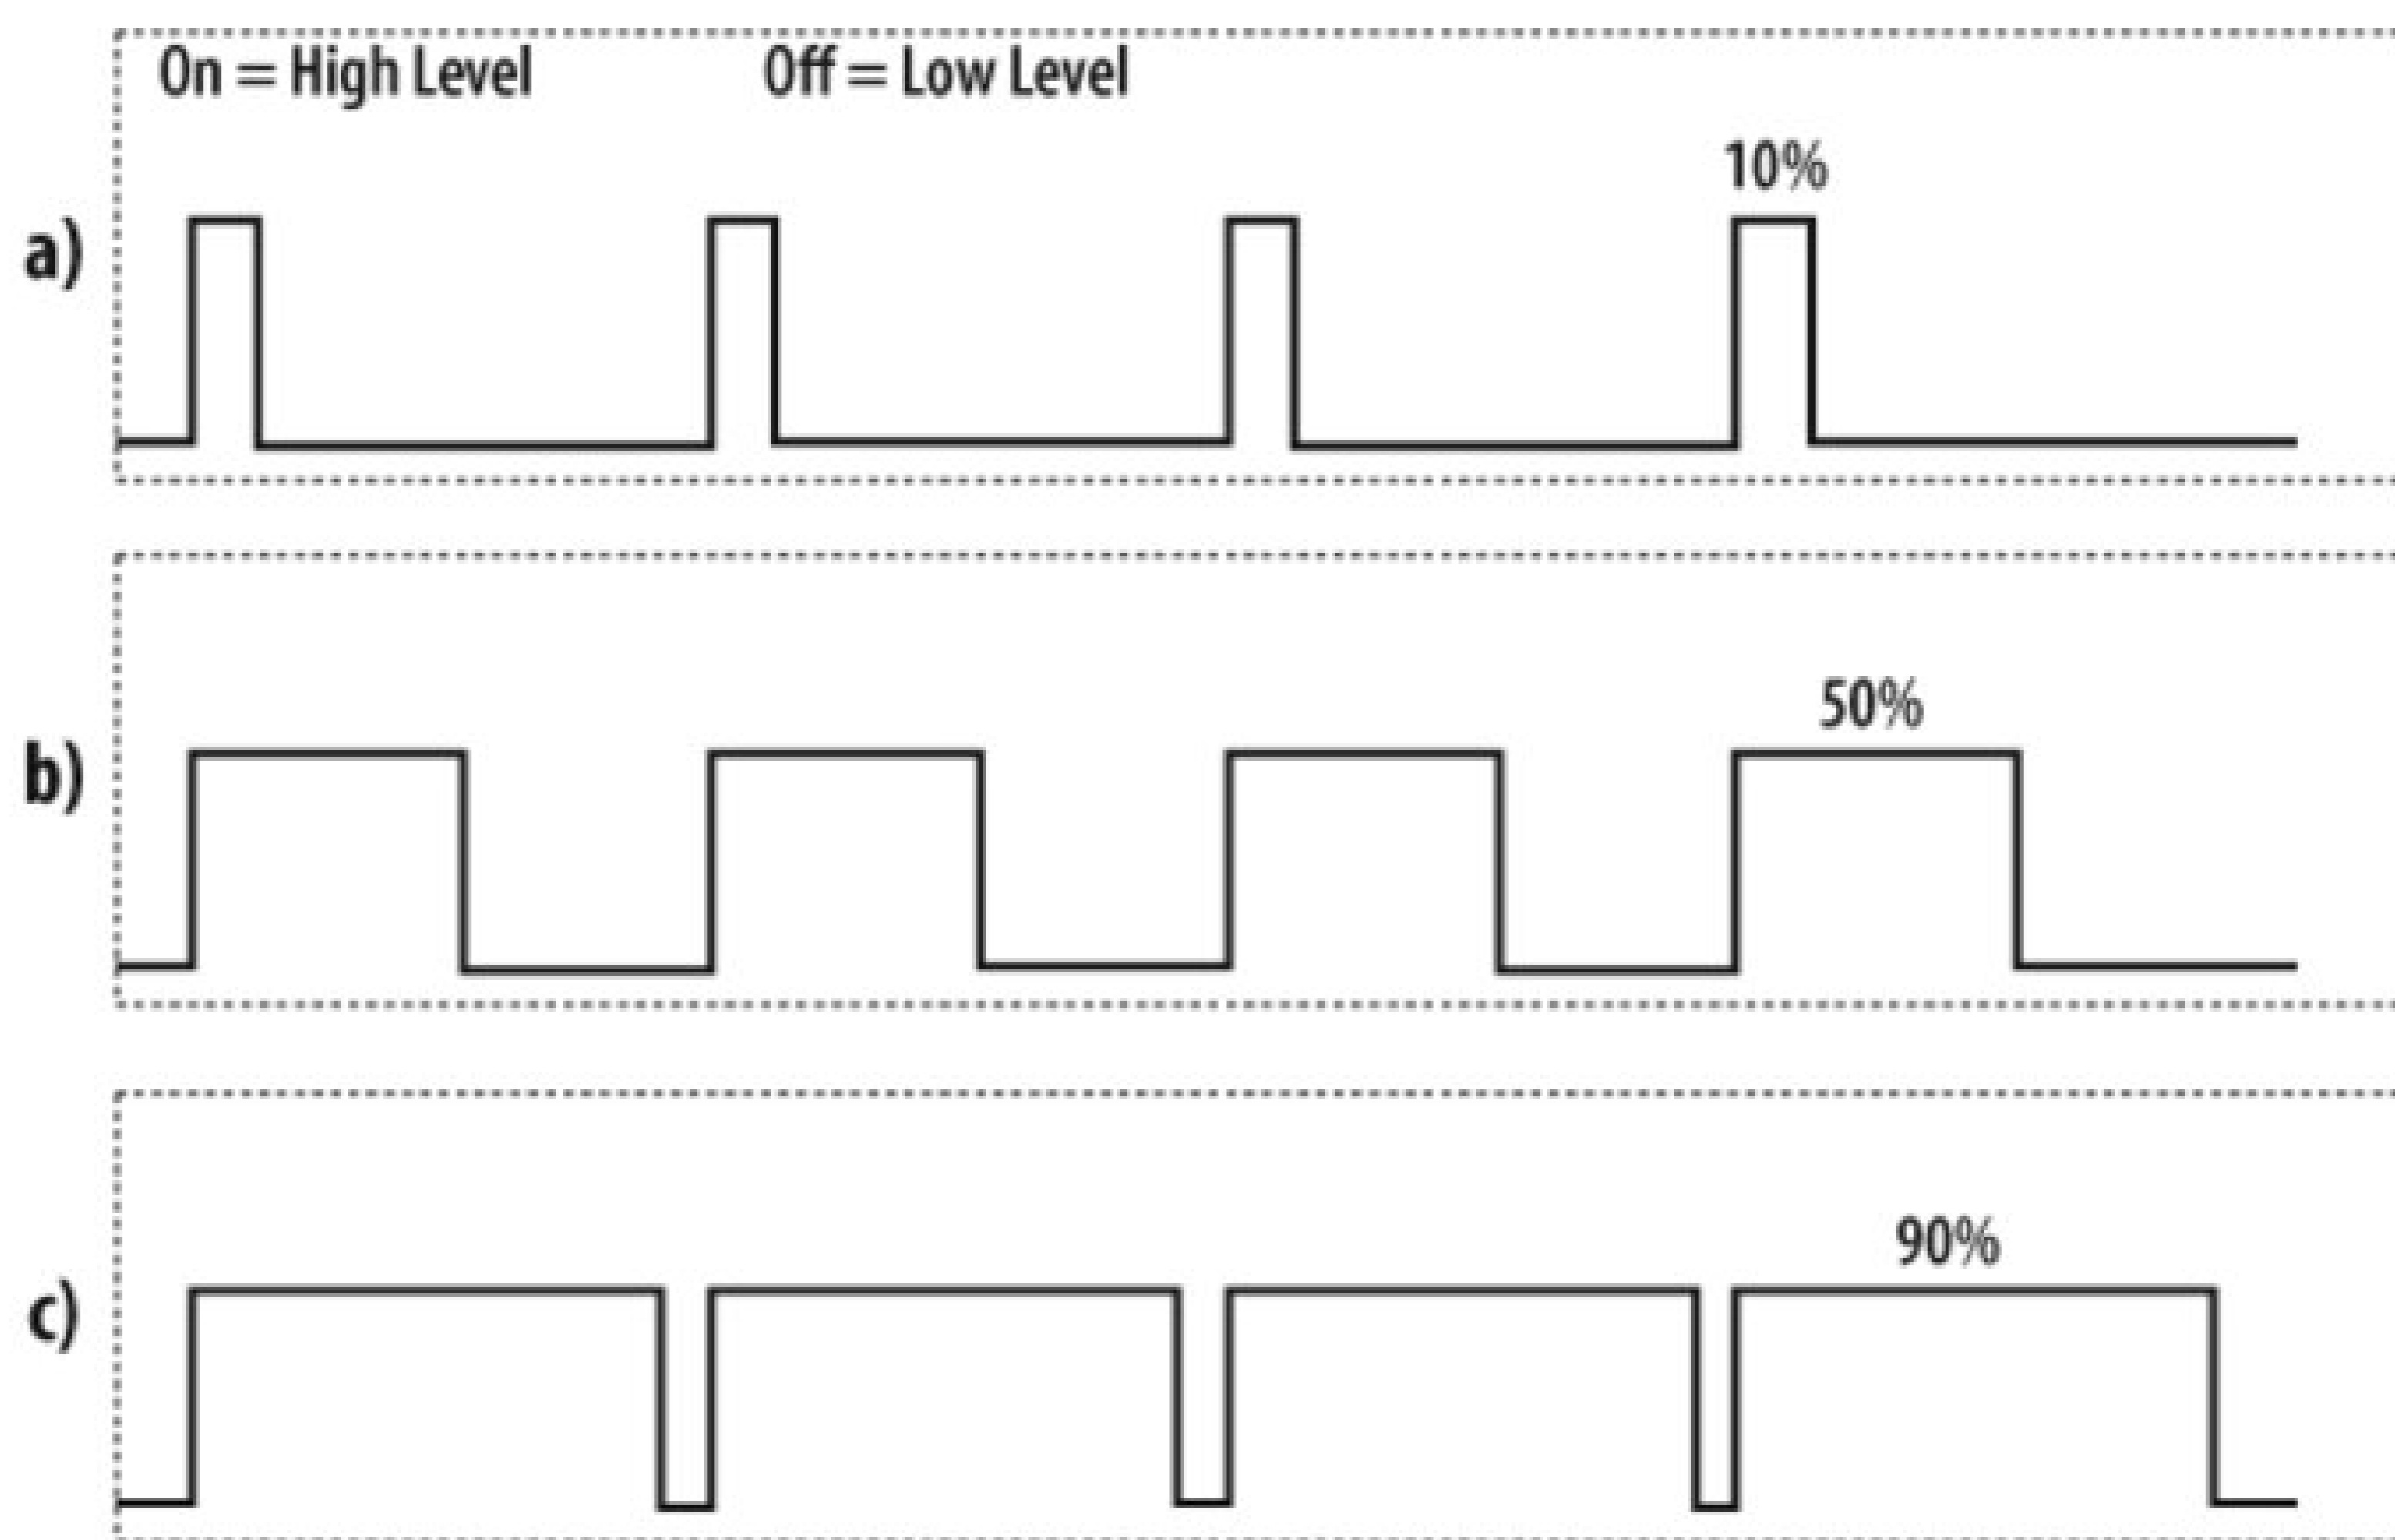 On = High Level Off = Low Level
10%
a)
50%
b)
90%
c)